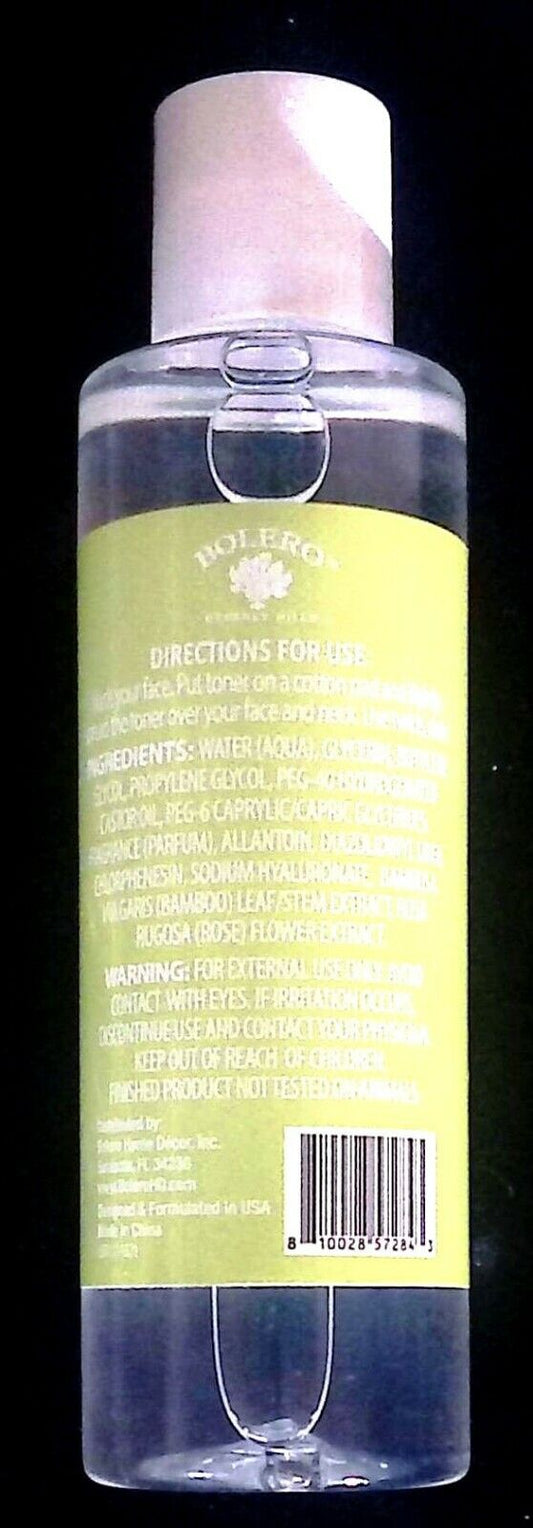 BOLERO
BEVERLY HILLS
DIRECTIONS FOR USE:
your face. Put toner on a cotton
the toner over your face and neck.
INGREDIENTS: WATER (AQUA), GLYCERIN,
GLYCOL, PROPYLENE GLYCOL, PEG-40
CASTOR OIL, PEG-6 CAPRYLIC/CAPRIC GLYCERIDES,
FRAGRANCE (PARFUM), ALLANTOIN,
CHLORPHENESIN, SODIUM HYALURONATE, BAMBUSA
VULGARIS (BAMBOO) LEAF/STEM EXTRACT, ROSA
RUGOSA (ROSE) FLOWER EXTRACT
WARNING: FOR EXTERNAL USE ONLY. AVOID
CONTACT WITH EYES. IF IRRITATION OCCURS,
DISCONTINUE USE AND CONTACT YOUR PHYSICIAN.
KEEP OUT OF REACH OF CHILDREN.
FINISHED PRODUCT NOT TESTED ON ANIMALS.
Distributed by:
Bolero Home Décor, Inc.
FL 34236
www.BoleroHD.com
Designed & Formulated in USA
Made in China
8 10028 57284 3